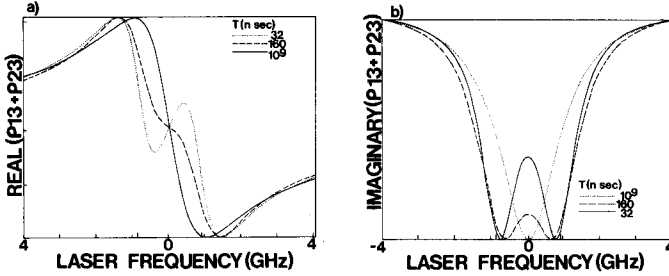 a)
T(n sec)
32
160
10⁹
REAL (P13+P23)
4 0 4
LASER FREQUENCY(GHz)
b)
T(n sec)
10⁹
160
32
IMAGINARY(P13+P23)
-4 0 4
LASER FREQUENCY(GHz)